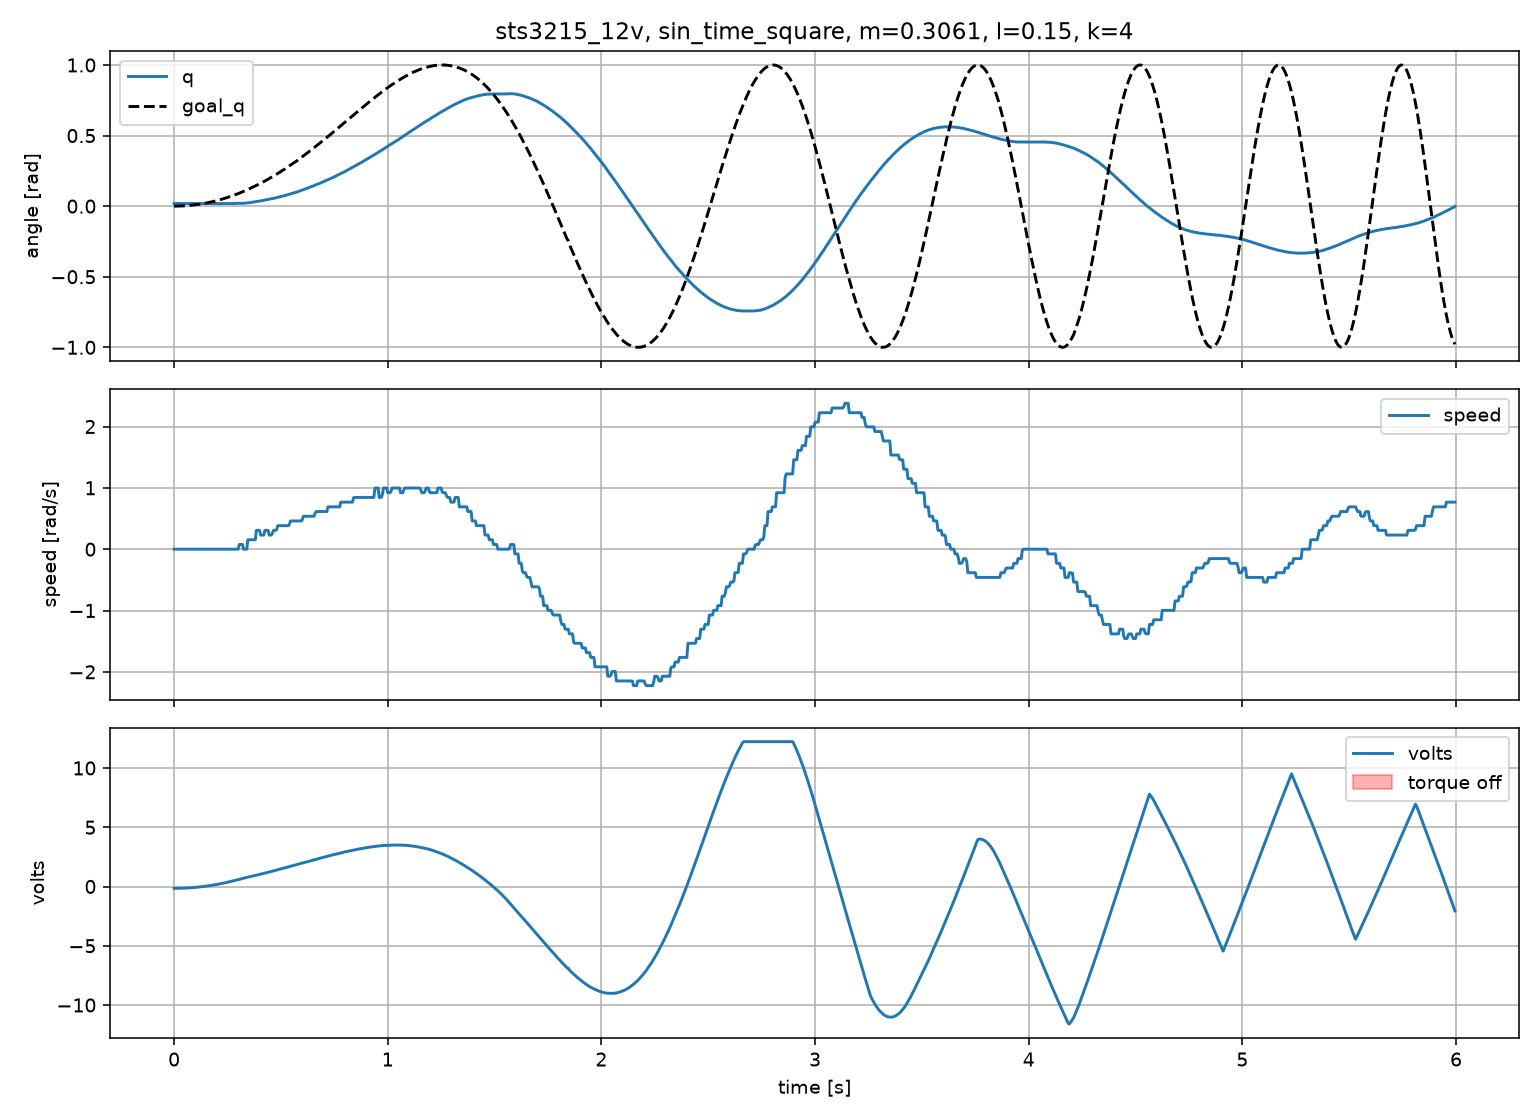 sts3215_12v, sin_time_square, m=0.3061, l=0.15, k=4
q
goal_q
angle [rad]
1.0
0.5
0.0
−0.5
−1.0
speed
speed [rad/s]
2
1
0
−1
−2
volts
torque off
volts
10
5
0
−5
−10
0 1 2 3 4 5 6
time [s]